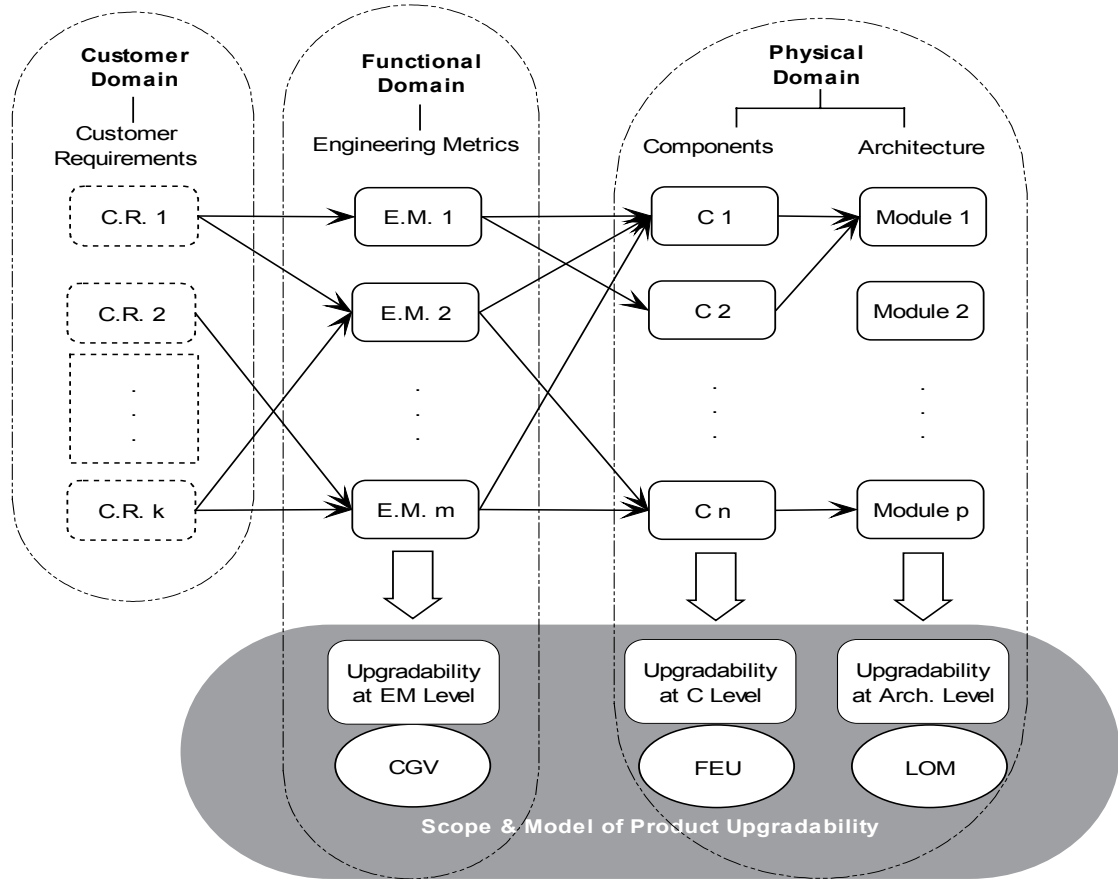 Customer
Domain
Customer
Requirements
C.R. 1
C.R. 2
.
.
.
C.R. k
Functional
Domain
Engineering Metrics
E.M. 1
E.M. 2
.
.
.
E.M. m
Physical
Domain
Components
Architecture
C 1
Module 1
C 2
Module 2
.
.
.
.
.
.
C n
Module p
Upgradability
at EM Level
CGV
Upgradability
at C Level
FEU
Upgradability
at Arch. Level
LOM
Scope & Model of Product Upgradability